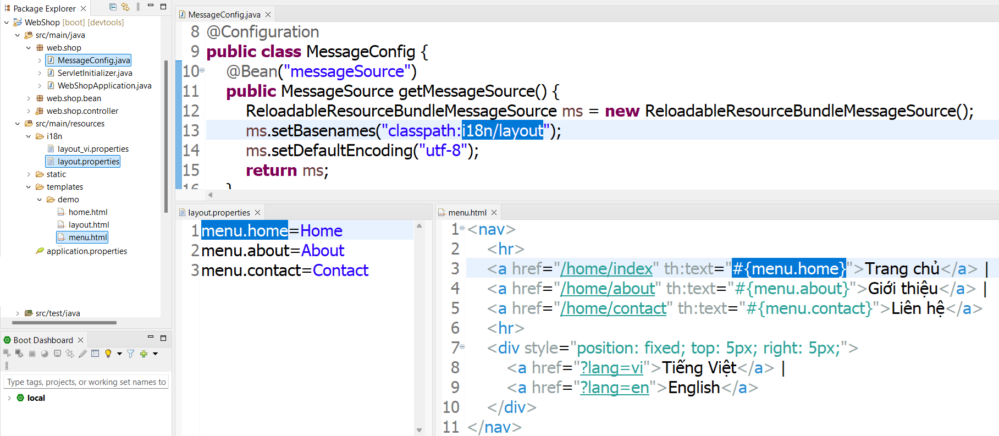 Package Explorer
WebShop [boot] [devtools]
src/main/java
web.shop
MessageConfig.java
ServletInitializer.java
WebShopApplication.java
web.shop.bean
web.shop.controller
src/main/resources
i18n
layout_vi.properties
layout.properties
static
templates
demo
home.html
layout.html
menu.html
application.properties
src/test/java
Boot Dashboard
Type tags, projects, or working set names to
local
MessageConfig.java
8 @Configuration
9 public class MessageConfig {
10 @Bean("messageSource")
11 public MessageSource getMessageSource() {
12 ReloadableResourceBundleMessageSource ms = new ReloadableResourceBundleMessageSource();
13 ms.setBasenames("classpath:i18n/layout");
14 ms.setDefaultEncoding("utf-8");
15 return ms;
16 }
layout.properties
1 menu.home=Home
2 menu.about=About
3 menu.contact=Contact
menu.html
1 <nav>
2 <hr>
3 <a href="/home/index" th:text="#{menu.home}">Trang chủ</a> |
4 <a href="/home/about" th:text="#{menu.about}">Giới thiệu</a> |
5 <a href="/home/contact" th:text="#{menu.contact}">Liên hệ</a>
6 <hr>
7 <div style="position: fixed; top: 5px; right: 5px;">
8 <a href="?lang=vi">Tiếng Việt</a> |
9 <a href="?lang=en">English</a>
10 </div>
11 </nav>